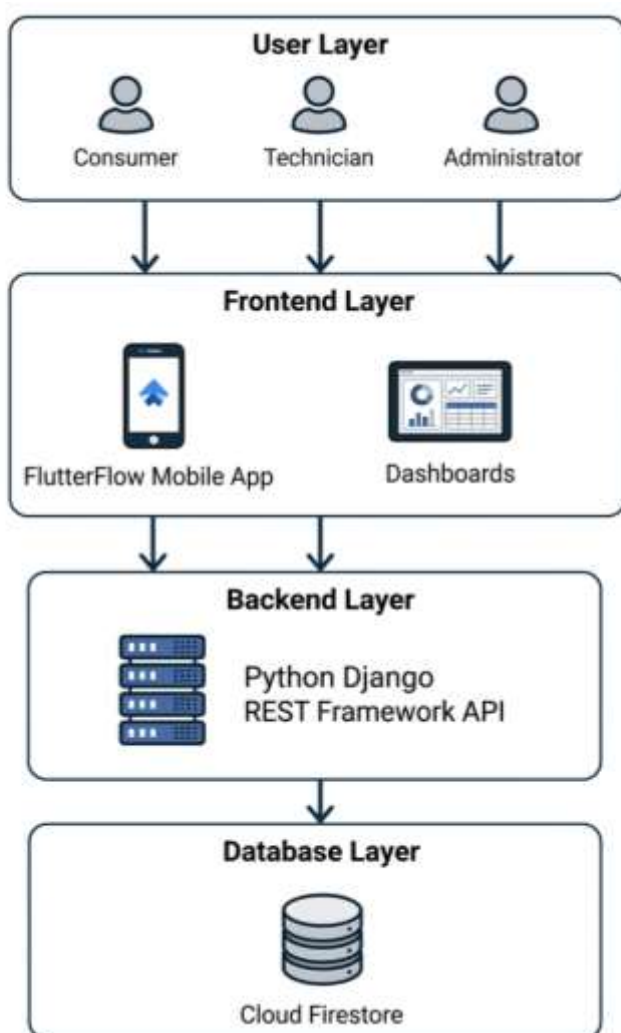 User Layer
Consumer Technician Administrator
Frontend Layer
FlutterFlow Mobile App Dashboards
Backend Layer
Python Django
REST Framework API
Database Layer
Cloud Firestore